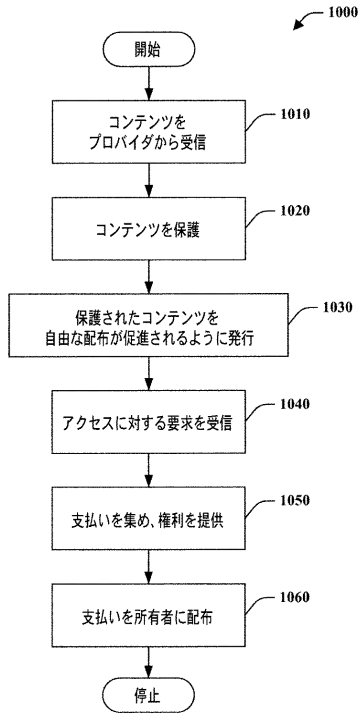 1000
開始
コンテンツを
プロバイダから受信
1010
コンテンツを保護
1020
保護されたコンテンツを
自由な配布が促進されるように発行
1030
アクセスに対する要求を受信
1040
支払いを集め、権利を提供
1050
支払いを所有者に配布
1060
停止